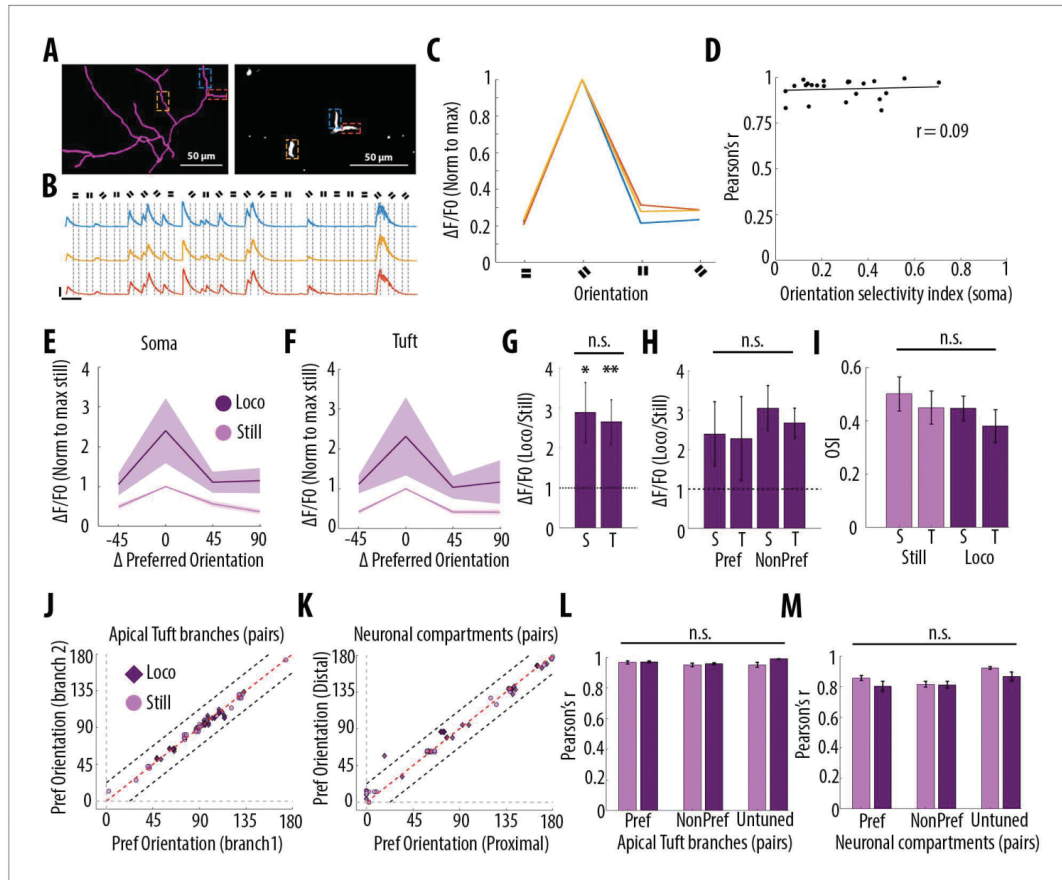 A
50 μm
50 μm
B
C
ΔF/F0 (Norm to max)
1
0.8
0.6
0.4
0.2
0
Orientation
D
Pearson's r
1
0.75
0.5
0.25
0
r = 0.09
0 0.2 0.4 0.6 0.8 1
Orientation selectivity index (soma)
E
Soma
ΔF/F0 (Norm to max still)
4
3
2
1
0
Loco
Still
-45 0 45 90
Δ Preferred Orientation
F
Tuft
ΔF/F0 (Norm to max still)
4
3
2
1
0
-45 0 45 90
Δ Preferred Orientation
G
n.s.
* **
ΔF/F0 (Loco/Still)
4
3
2
1
0
S T
H
n.s.
ΔF/F0 (Loco/Still)
4
3
2
1
0
S T S T
Pref NonPref
I
n.s.
OSI
0.6
0.4
0.2
0
S T S T
Still Loco
J
Apical Tuft branches (pairs)
Pref Orientation (branch 2)
180
135
90
45
0
Loco
Still
0 45 90 135 180
Pref Orientation (branch1)
K
Neuronal compartments (pairs)
Pref Orientation (Distal)
180
135
90
45
0
0 45 90 135 180
Pref Orientation (Proximal)
L
n.s.
Pearson's r
1
0.8
0.6
0.4
0.2
0
Pref NonPref Untuned
Apical Tuft branches (pairs)
M
n.s.
Pearson's r
1
0.8
0.6
0.4
0.2
0
Pref NonPref Untuned
Neuronal compartments (pairs)